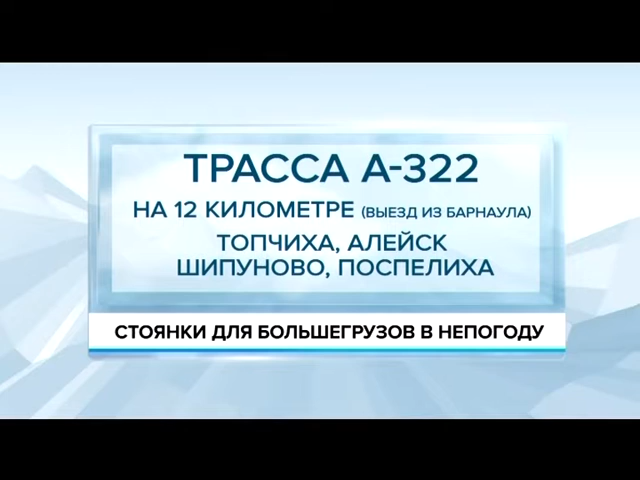 ТРАССА А-322
НА 12 КИЛОМЕТРЕ (ВЫЕЗД ИЗ БАРНАУЛА)
ТОПЧИХА, АЛЕЙСК
ШИПУНОВО, ПОСПЕЛИХА
СТОЯНКИ ДЛЯ БОЛЬШЕГРУЗОВ В НЕПОГОДУ